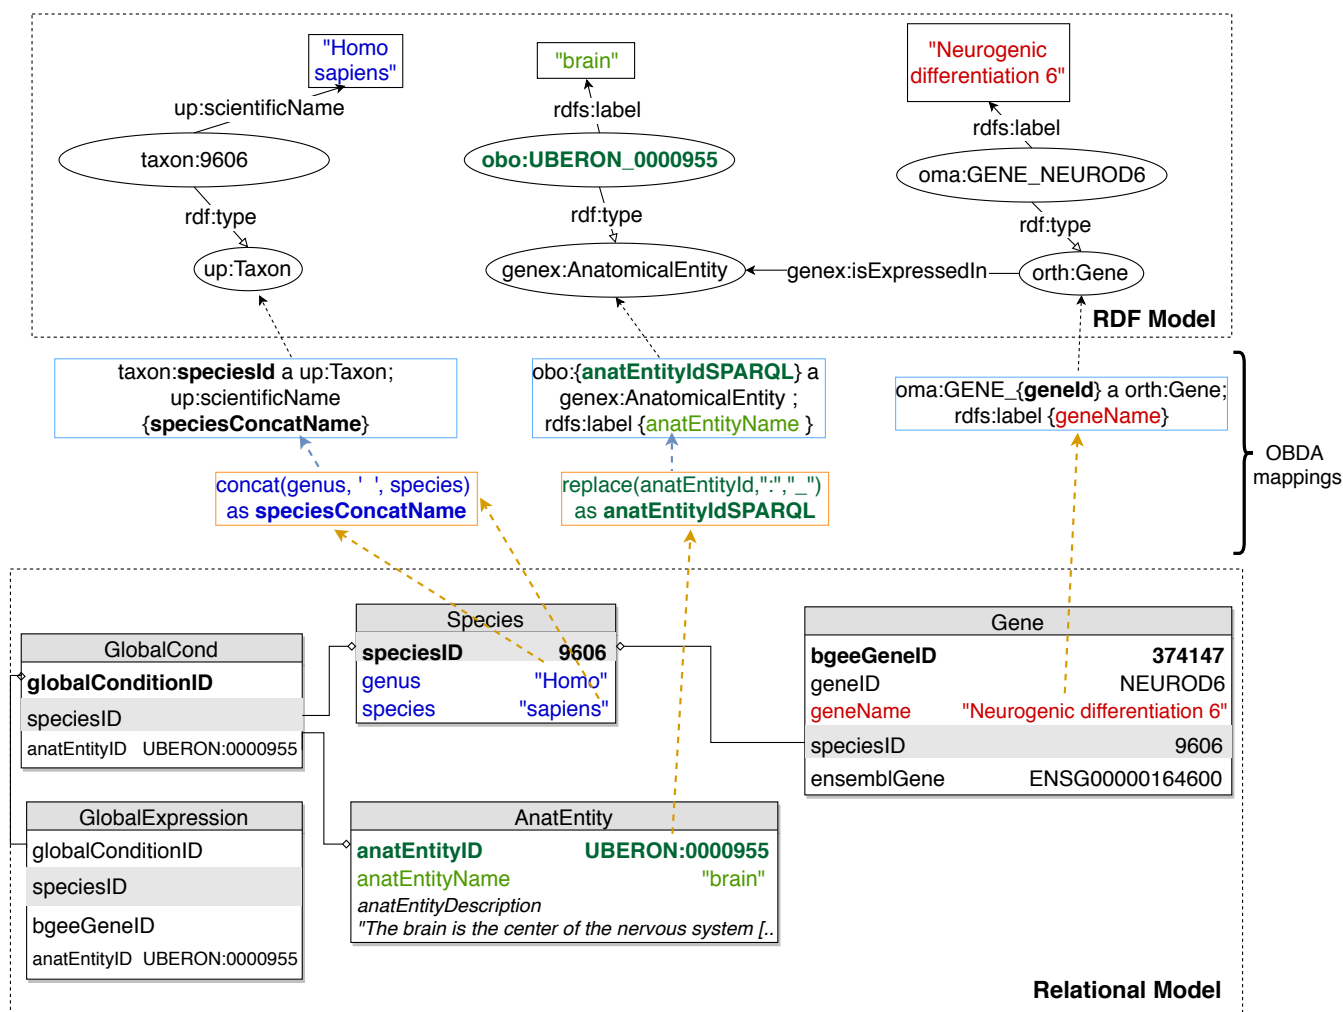 "Homo
sapiens"
"brain"
"Neurogenic
differentiation 6"
up:scientificName
rdfs:label
rdfs:label
taxon:9606
obo:UBERON_0000955
oma:GENE_NEUROD6
rdf:type
rdf:type
rdf:type
up:Taxon
genex:AnatomicalEntity
genex:isExpressedIn
orth:Gene
RDF Model
taxon:speciesId a up:Taxon;
up:scientificName
{speciesConcatName}
obo:{anatEntityIdSPARQL} a
genex:AnatomicalEntity ;
rdfs:label {anatEntityName }
oma:GENE_{geneId} a orth:Gene;
rdfs:label {geneName}
OBDA
mappings
concat(genus, ' ', species)
as speciesConcatName
replace(anatEntityId,":","_")
as anatEntityIdSPARQL
GlobalCond
globalConditionID
speciesID
anatEntityID UBERON:0000955
Species
speciesID 9606
genus "Homo"
species "sapiens"
Gene
bgeeGeneID 374147
geneID NEUROD6
geneName "Neurogenic differentiation 6"
speciesID 9606
ensemblGene ENSG00000164600
GlobalExpression
globalConditionID
speciesID
bgeeGeneID
anatEntityID UBERON:0000955
AnatEntity
anatEntityID UBERON:0000955
anatEntityName "brain"
anatEntityDescription
"The brain is the center of the nervous system [..
Relational Model